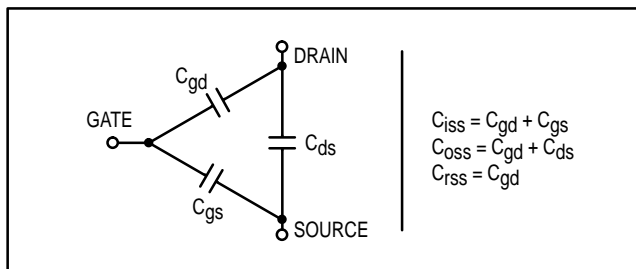 DRAIN
Cgd
GATE
Cds
Cgs
SOURCE
Ciss = Cgd + Cgs
Coss = Cgd + Cds
Crss = Cgd